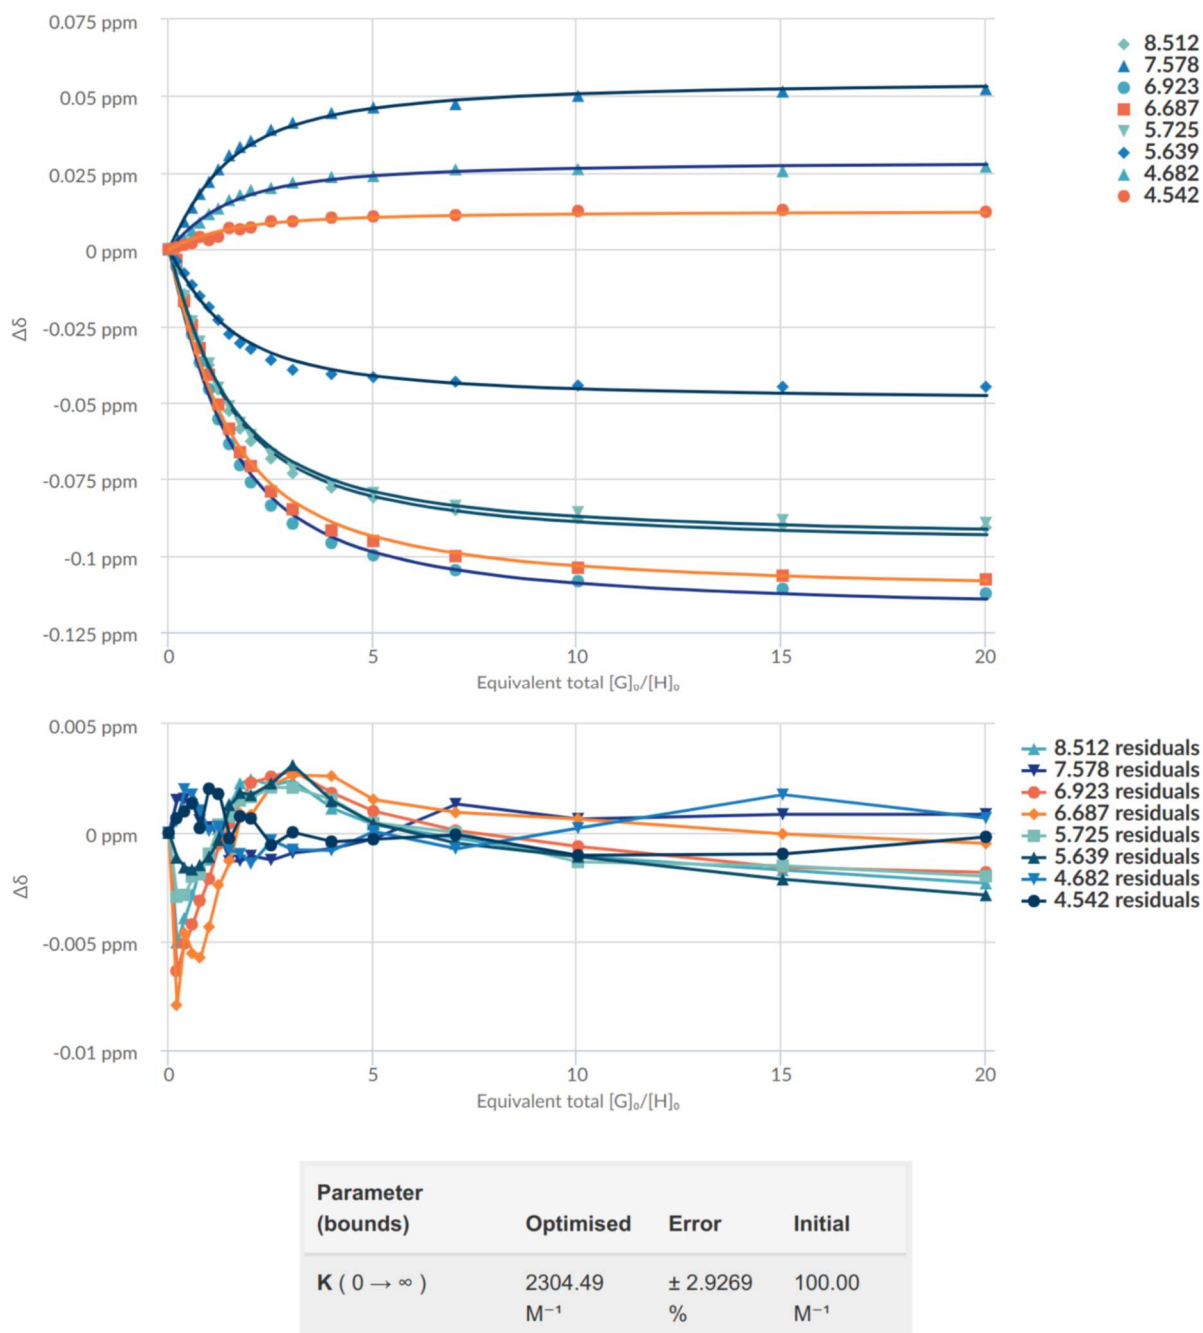 0.075 ppm
0.05 ppm
0.025 ppm
0 ppm
-0.025 ppm
-0.05 ppm
-0.075 ppm
-0.1 ppm
-0.125 ppm
Δδ
0 5 10 15 20
Equivalent total [G]₀/[H]₀
8.512
7.578
6.923
6.687
5.725
5.639
4.682
4.542
0.005 ppm
0 ppm
-0.005 ppm
-0.01 ppm
Δδ
0 5 10 15 20
Equivalent total [G]₀/[H]₀
8.512 residuals
7.578 residuals
6.923 residuals
6.687 residuals
5.725 residuals
5.639 residuals
4.682 residuals
4.542 residuals
Parameter
(bounds) Optimised Error Initial
K ( 0 → ∞ ) 2304.49 ± 2.9269 100.00
M⁻¹ % M⁻¹